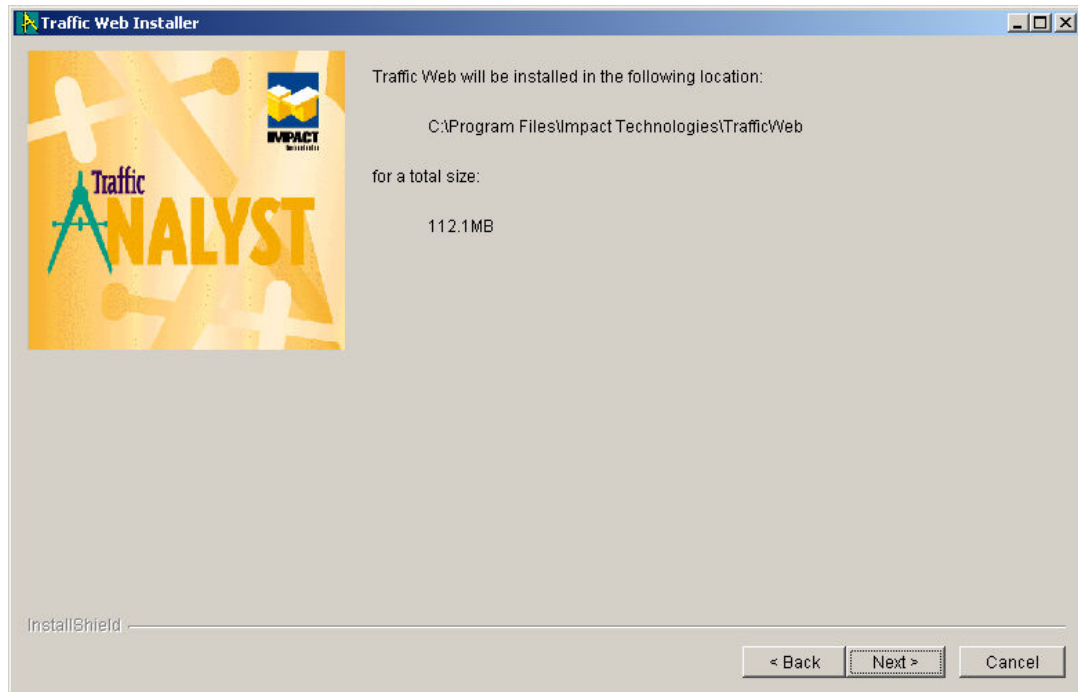 Traffic Web Installer
IMPACT
Traffic
ANALYST
Traffic Web will be installed in the following location:
C:\Program Files\Impact Technologies\TrafficWeb
for a total size:
112.1MB
InstallShield
< Back
Next >
Cancel